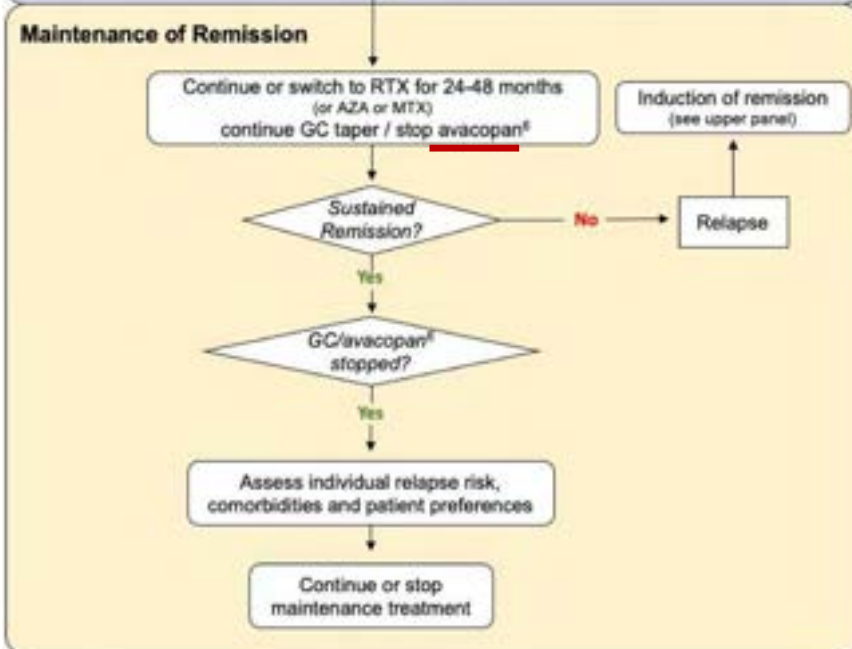 Maintenance of Remission
Continue or switch to RTX for 24-48 months
(or AZA or MTX)
continue GC taper / stop avacopan
Induction of remission
(see upper panel)
Sustained
Remission?
No
Relapse
Yes
GC/avacopan
stopped?
Yes
Assess individual relapse risk,
comorbidities and patient preferences
Continue or stop
maintenance treatment